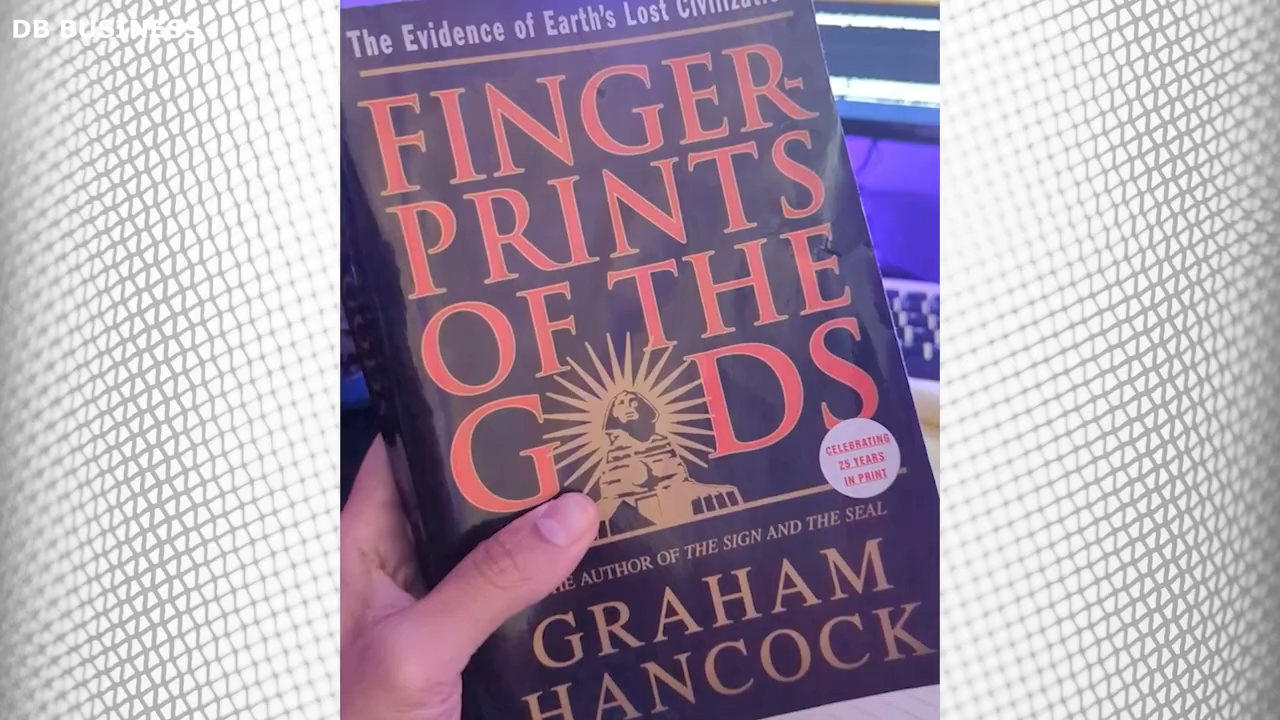 DB BUSINESS
The Evidence of Earth's Lost
FINGER-
PRINTS
OF THE
G DS
CELEBRATING
25 YEARS
IN PRINT
AUTHOR OF THE SIGN AND THE SEAL
GRAHAM
HANCOCK